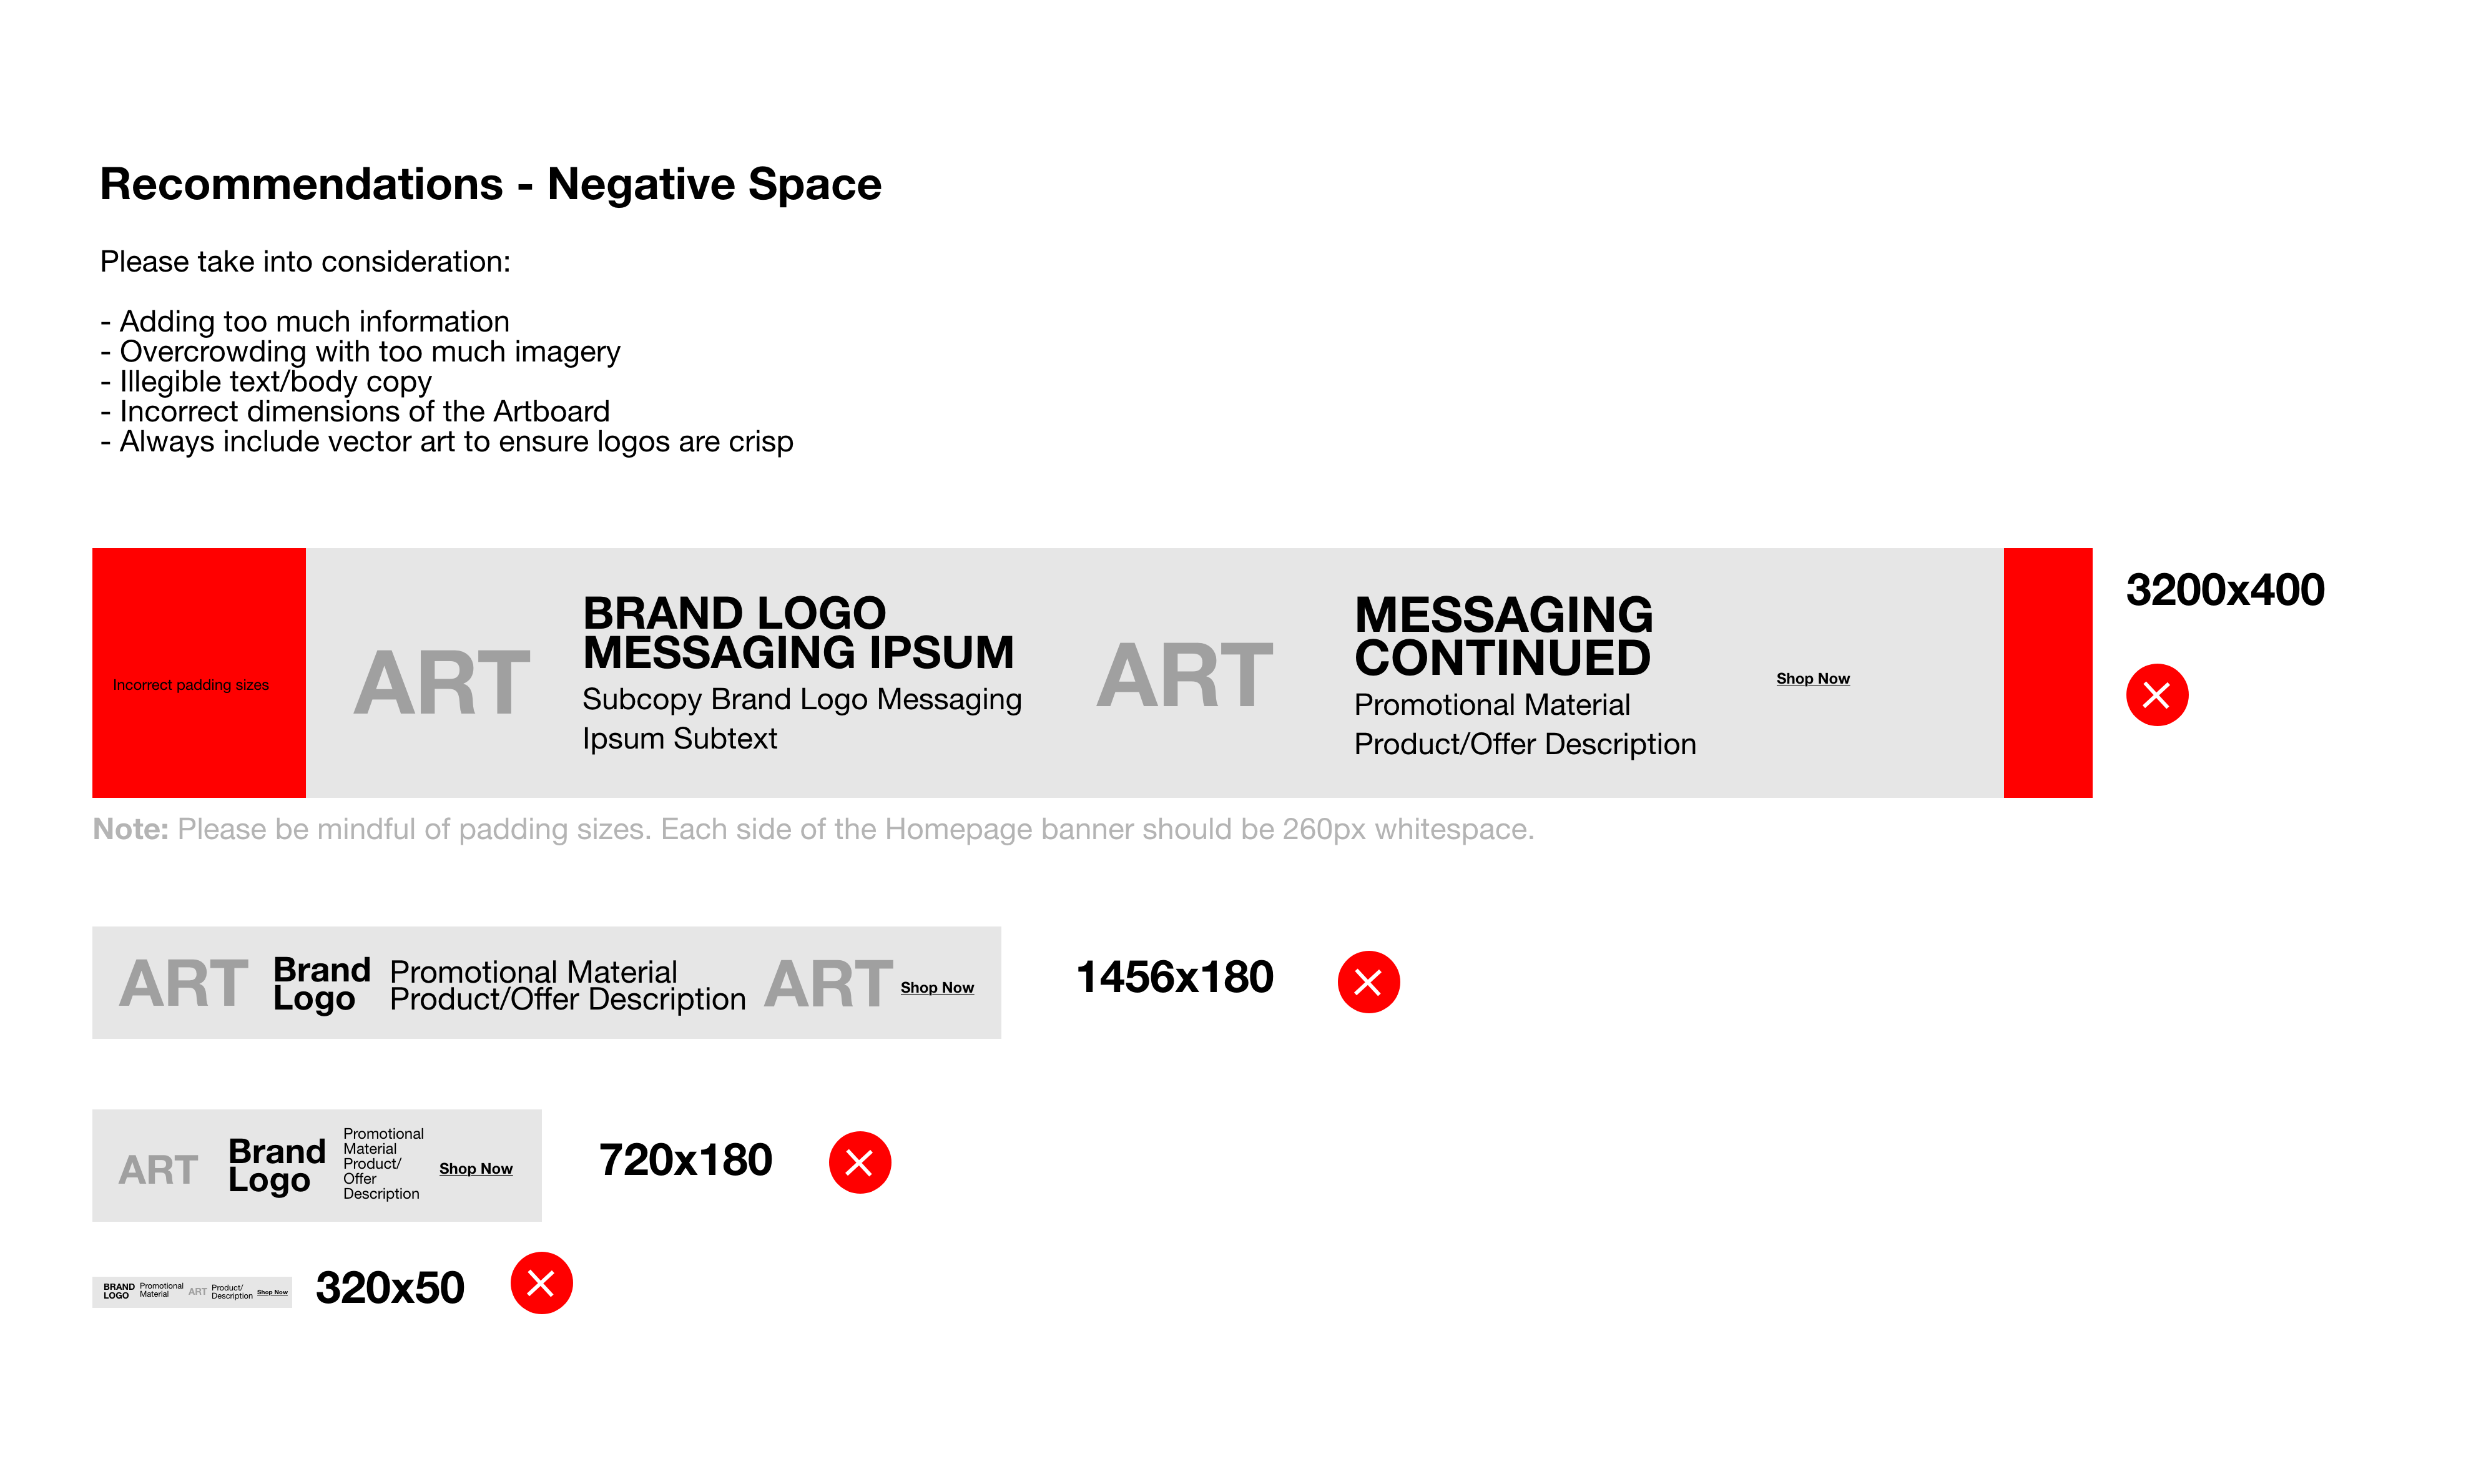 Recommendations - Negative Space
Please take into consideration:
- Adding too much information
- Overcrowding with too much imagery
- Illegible text/body copy
- Incorrect dimensions of the Artboard
- Always include vector art to ensure logos are crisp
Incorrect padding sizes
ART
BRAND LOGO
MESSAGING IPSUM
Subcopy Brand Logo Messaging
Ipsum Subtext
ART
MESSAGING
CONTINUED
Promotional Material
Product/Offer Description
Shop Now
3200x400
Note: Please be mindful of padding sizes. Each side of the Homepage banner should be 260px whitespace.
ART
Brand
Logo
Promotional Material
Product/Offer Description
ART
Shop Now
1456x180
ART
Brand
Logo
Promotional
Material
Product/
Offer
Description
Shop Now
720x180
BRAND
LOGO
Promotional
Material
ART
Product/
Description
Shop Now
320x50